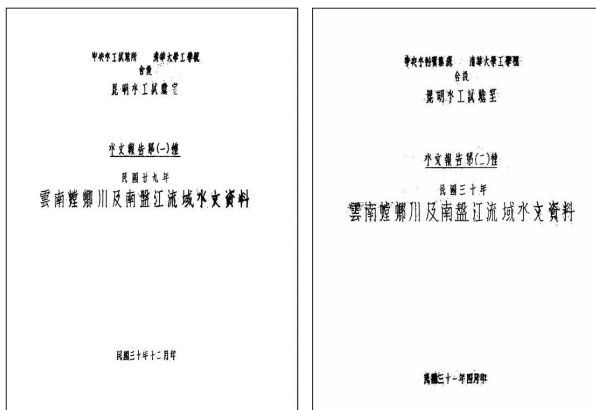 中央水工試驗所 清華大學工學院
合設
昆明水工試驗室
水文報告第(一)種
民國廿九年
雲南螳螂川及南盤江流域水文資料
民國三十年十二月印
中央水利實驗處 清華大學工學院
合設
昆明水工試驗室
水文報告第(二)種
民國三十年
雲南螳螂川及南盤江流域水文資料
民國三十一年四月印